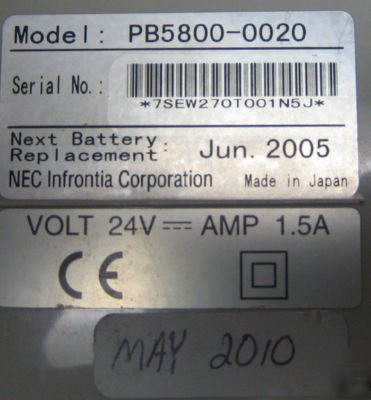 Model: PB5800-0020
Serial No.:
*7SEW270T001N5J*
Next Battery
Replacement: Jun. 2005
NEC Infrontia Corporation Made in Japan
VOLT 24V⎓ AMP 1.5A
CE
MAY 2010